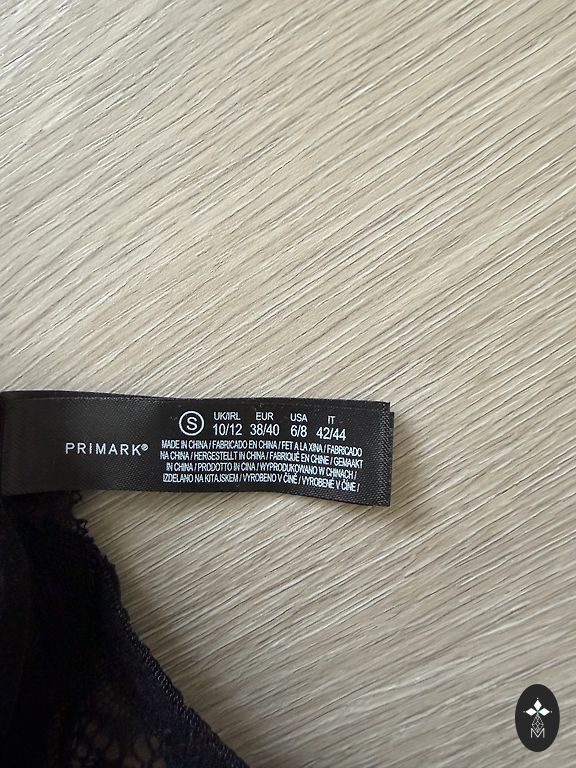 PRIMARK®
S
UK/IRL EUR USA IT
10/12 38/40 6/8 42/44
MADE IN CHINA / FABRICADO EN CHINA / FET A LA XINA / FABRICADO
NA CHINA / HERGESTELLT IN CHINA / FABRIQUÉ EN CHINE / GEMAAKT
IN CHINA / PRODOTTO IN CINA / WYPRODUKOWANO W CHINACH /
IZDELANO NA KITAJSKEM / VYROBENO V ČÍNĚ / VYROBENÉ V ČÍNE /
M